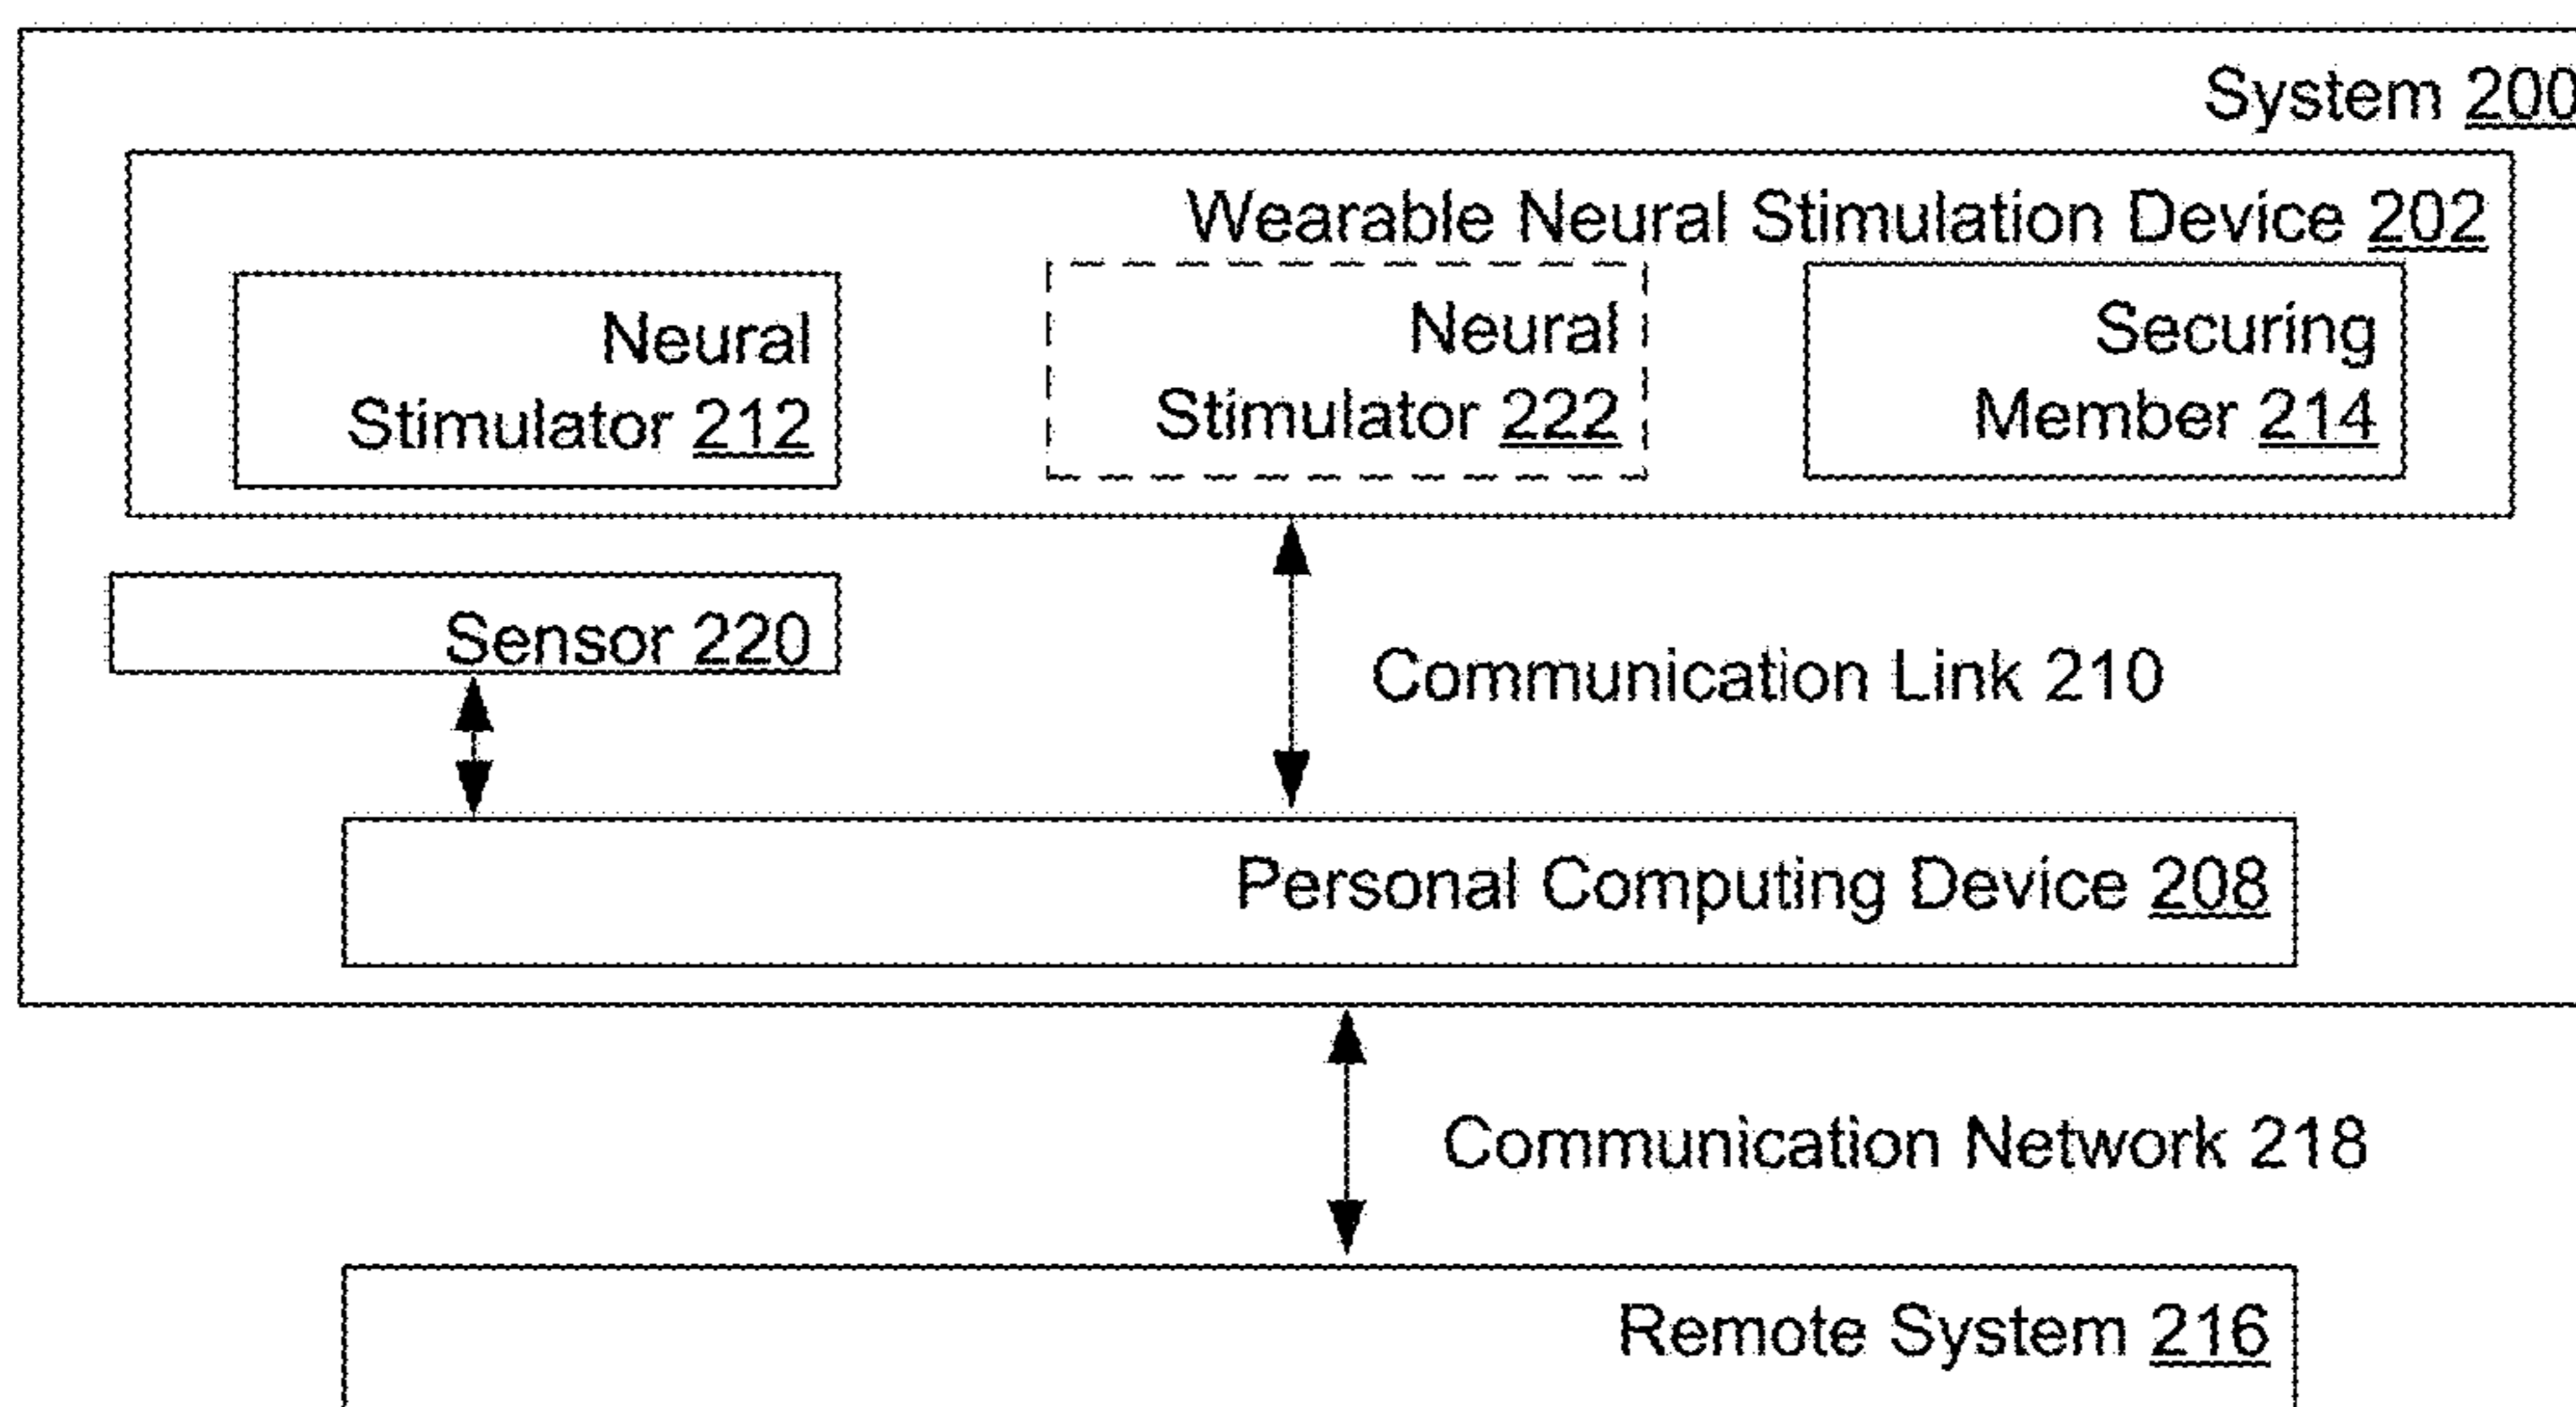 System 200
Wearable Neural Stimulation Device 202
Neural
Stimulator 212
Neural
Stimulator 222
Securing
Member 214
Sensor 220
Communication Link 210
Personal Computing Device 208
Communication Network 218
Remote System 216